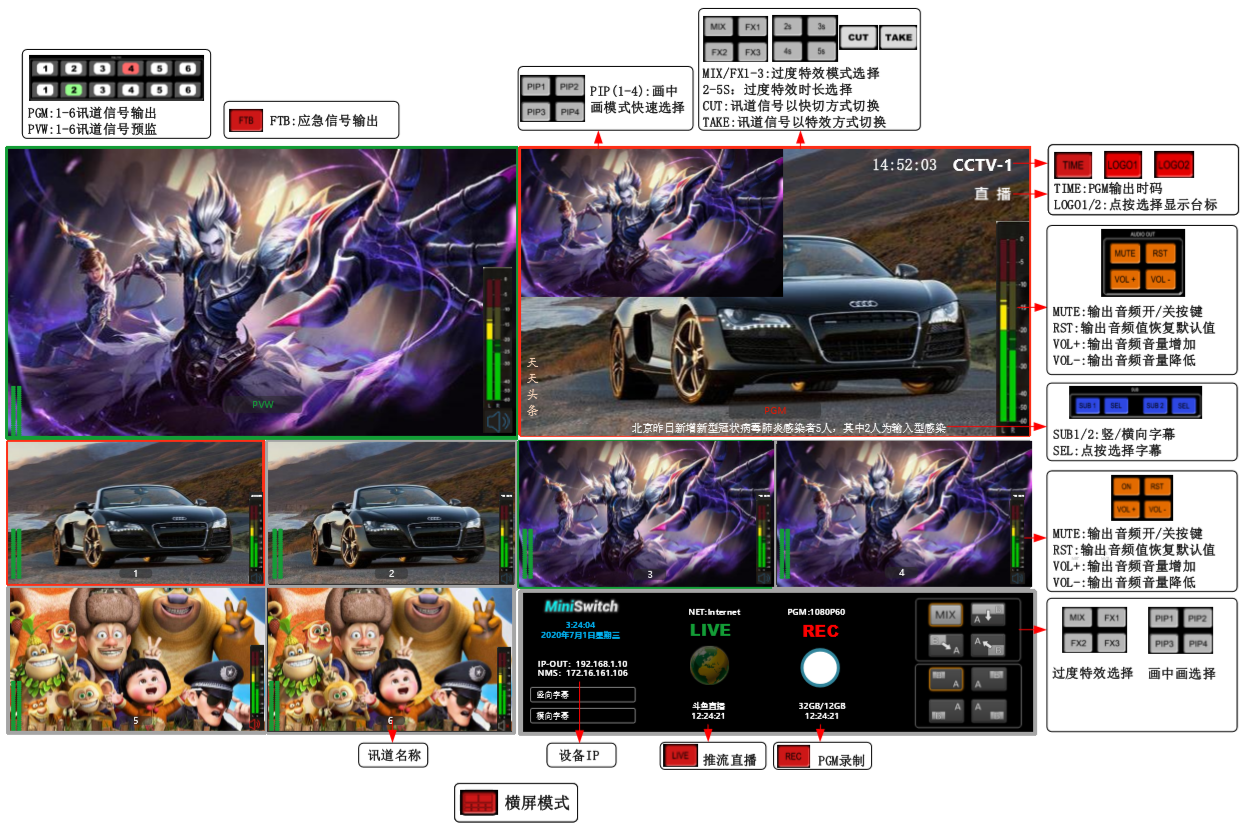 1 2 3 4 5 6
1 2 3 4 5 6
PGM:1-6讯道信号输出
PVW:1-6讯道信号预监
FTB
FTB:应急信号输出
PIP1 PIP2
PIP3 PIP4
PIP(1-4):画中
画模式快速选择
MIX FX1 2s 3s
CUT TAKE
FX2 FX3 4s 5s
MIX/FX1-3:过度特效模式选择
2-5S: 过度特效时长选择
CUT:讯道信号以快切方式切换
TAKE:讯道信号以特效方式切换
PVW
14:52:03 CCTV-1
直 播
天
天
头
条
PGM
北京昨日新增新型冠状病毒肺炎感染者5人，其中2人为输入型感染
TIME LOGO1 LOGO2
TIME:PGM输出时码
LOGO1/2:点按选择显示台标
AUDIO OUT
MUTE RST
VOL + VOL -
MUTE:输出音频开/关按键
RST:输出音频值恢复默认值
VOL+:输出音频音量增加
VOL-:输出音频音量降低
SUB
SUB 1 SEL SUB 2 SEL
SUB1/2:竖/横向字幕
SEL:点按选择字幕
ON RST
VOL + VOL -
MUTE:输出音频开/关按键
RST:输出音频值恢复默认值
VOL+:输出音频音量增加
VOL-:输出音频音量降低
1
2
3
4
5
6
MiniSwitch
3:24:04
2020年7月1日星期三
IP-OUT: 192.168.1.10
NMS: 172.16.161.106
竖向字幕
横向字幕
NET:Internet
LIVE
斗鱼直播
12:24:21
PGM:1080P60
REC
32GB/12GB
12:24:21
MIX A
A A
A A
A A
MIX FX1 PIP1 PIP2
FX2 FX3 PIP3 PIP4
过度特效选择 画中画选择
讯道名称
设备IP
LIVE 推流直播
REC PGM录制
横屏模式